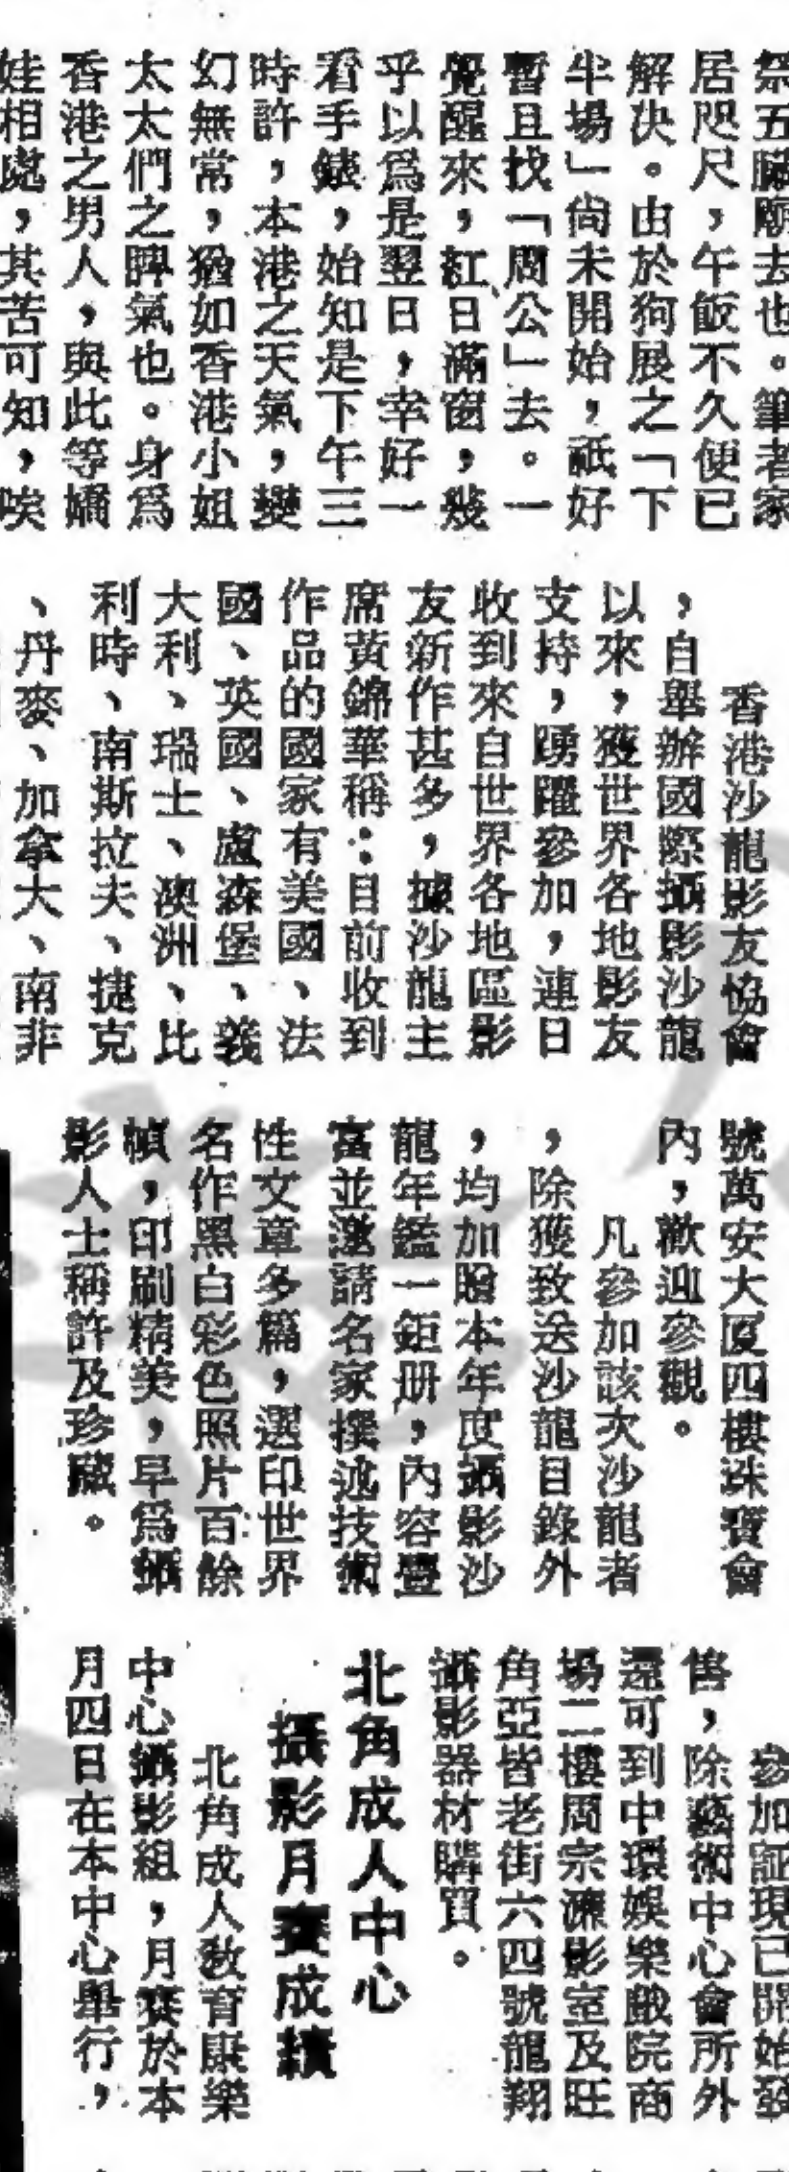 祭五臟廟去也。筆者家
居咫尺，午飯不久便已
解決。由於狗展之「下
半場」尚未開始，祗好
暫且找「周公」去。一
覺醒來，紅日滿窗，幾
乎以爲是翌日，幸好一
看手錶，始知是下午三
時許，本港之天氣，變
幻無常，猶如香港小姐
太太們之脾氣也。身爲
香港之男人，與此等嬌
娃相處，其苦可知，唉
香港沙龍影友協會
，自舉辦國際攝影沙龍
以來，獲世界各地影友
支持，踴躍參加，連日
收到來自世界各地區影
友新作甚多，據沙龍主
席黃錦華稱：目前收到
作品的國家有美國、法
國、英國、盧森堡、義
大利、瑞士、澳洲、比
利時、南斯拉夫、捷克
、丹麥、加拿大、南非
號萬安大厦四樓珠寶會
內，歡迎參觀。
凡參加該次沙龍者
，除獲致送沙龍目錄外
，均加贈本年度攝影沙
龍年鑑一鉅册，內容豐
富並邀請名家撰述技術
性文章多篇，選印世界
名作黑白彩色照片百餘
幀，印刷精美，早爲攝
影人士稱許及珍藏。
參加証現已開始發
售，除藝術中心會所外
還可到中環娛樂戲院商
場二樓周宗濂影室及旺
角亞皆老街六四號龍翔
攝影器材購買。
北角成人中心
攝影月賽成績
北角成人敎育康樂
中心攝影組，月賽於本
月四日在本中心舉行，